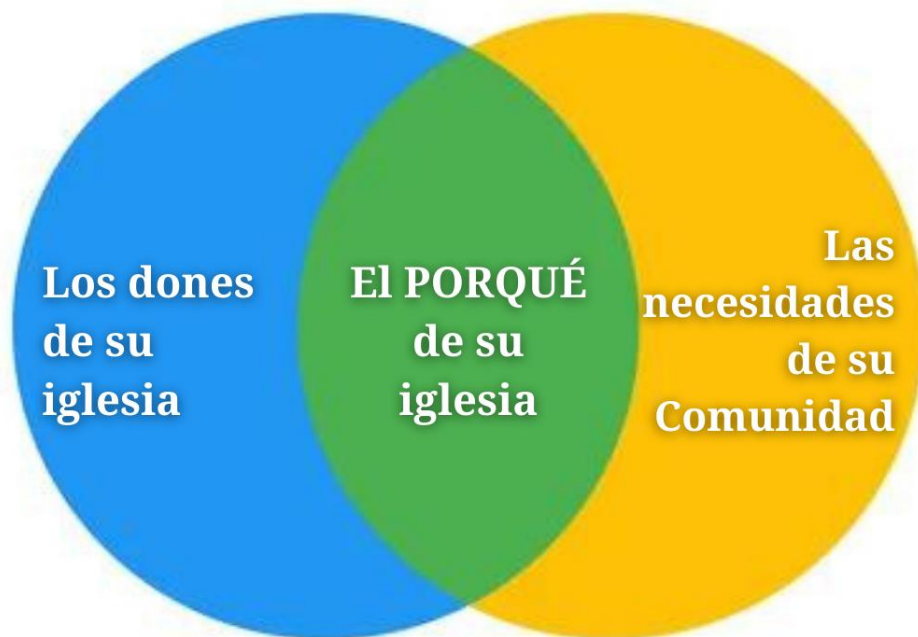 Los dones
de su
iglesia
El PORQUÉ
de su
iglesia
Las
necesidades
de su
Comunidad